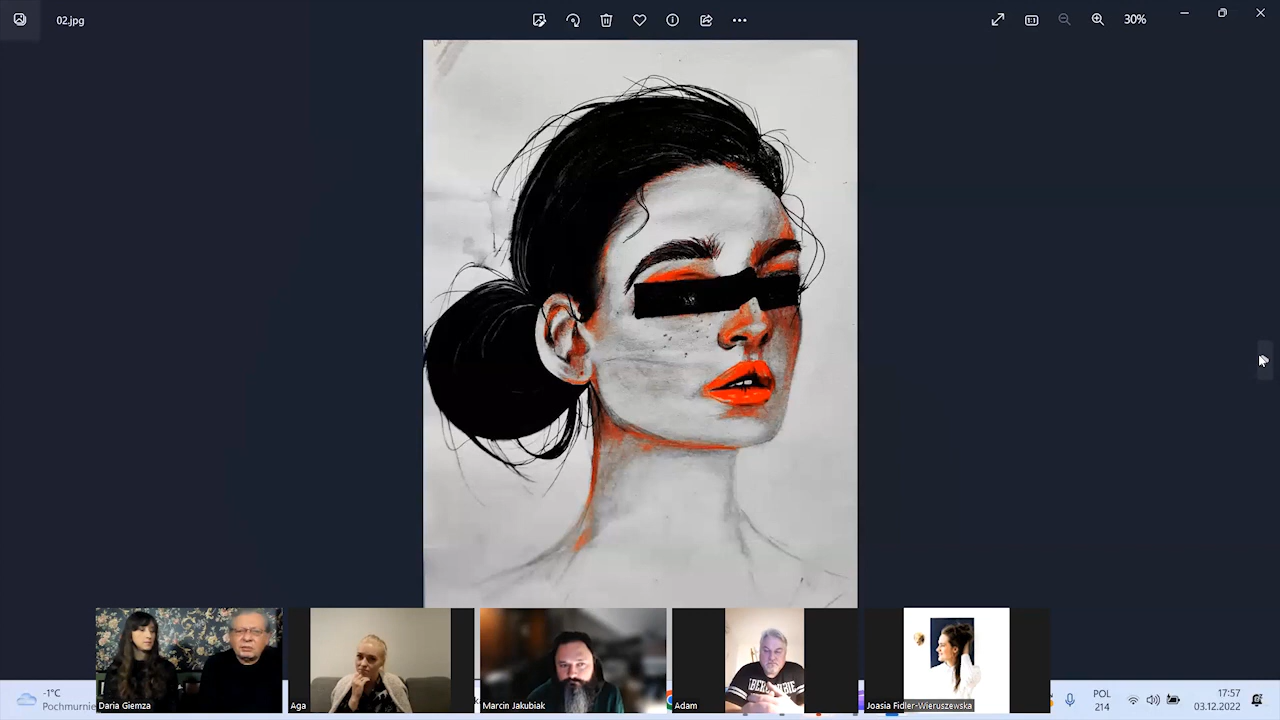 02.jpg
30%
Daria Giemza
Aga
Marcin Jakubiak
Adam
Joasia Fidler-Wieruszewska
-1°C
Pochmurnie
POL
214
17:57
03.12.2022